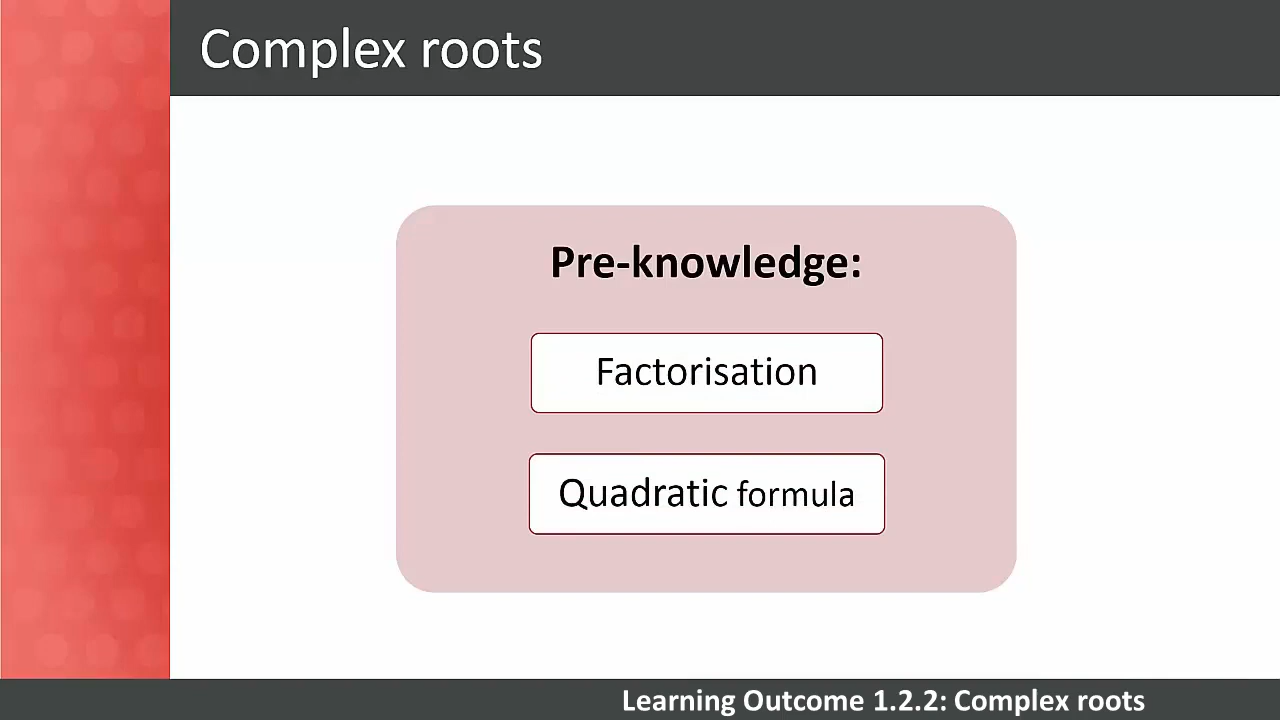 Complex roots
Pre-knowledge:
Factorisation
Quadratic formula
Learning Outcome 1.2.2: Complex roots